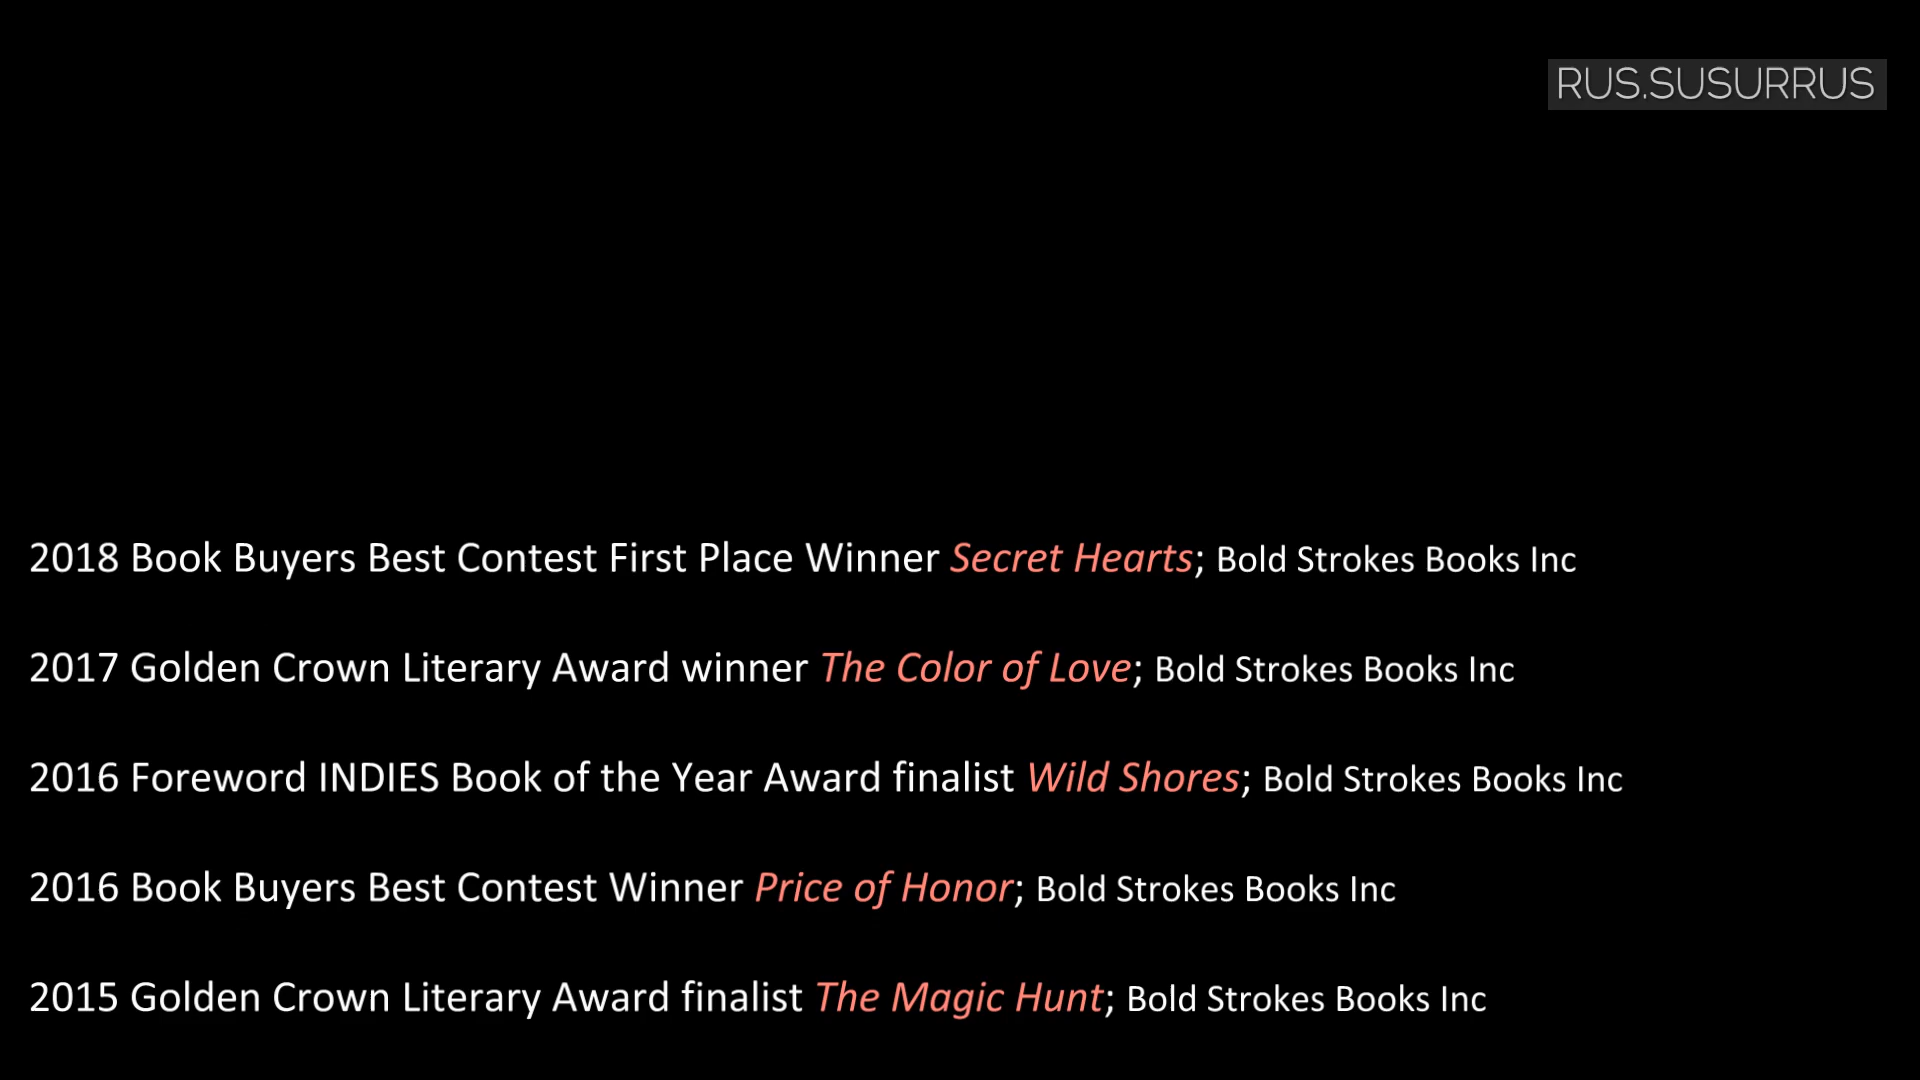 RUS.SUSURRUS
2018 Book Buyers Best Contest First Place Winner Secret Hearts; Bold Strokes Books Inc
2017 Golden Crown Literary Award winner The Color of Love; Bold Strokes Books Inc
2016 Foreword INDIES Book of the Year Award finalist Wild Shores; Bold Strokes Books Inc
2016 Book Buyers Best Contest Winner Price of Honor; Bold Strokes Books Inc
2015 Golden Crown Literary Award finalist The Magic Hunt; Bold Strokes Books Inc